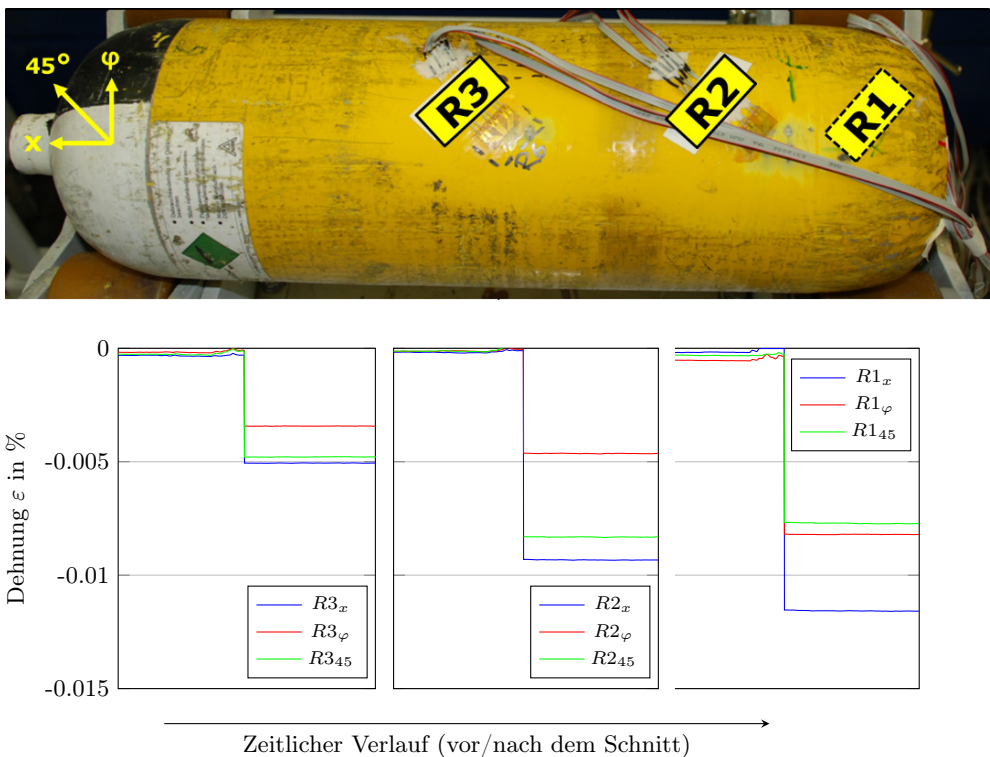 45°
φ
x
R3
R2
R1
0
-0.005
-0.01
-0.015
Dehnung ε in %
R3x
R3φ
R345
R2x
R2φ
R245
R1x
R1φ
R145
Zeitlicher Verlauf (vor/nach dem Schnitt)